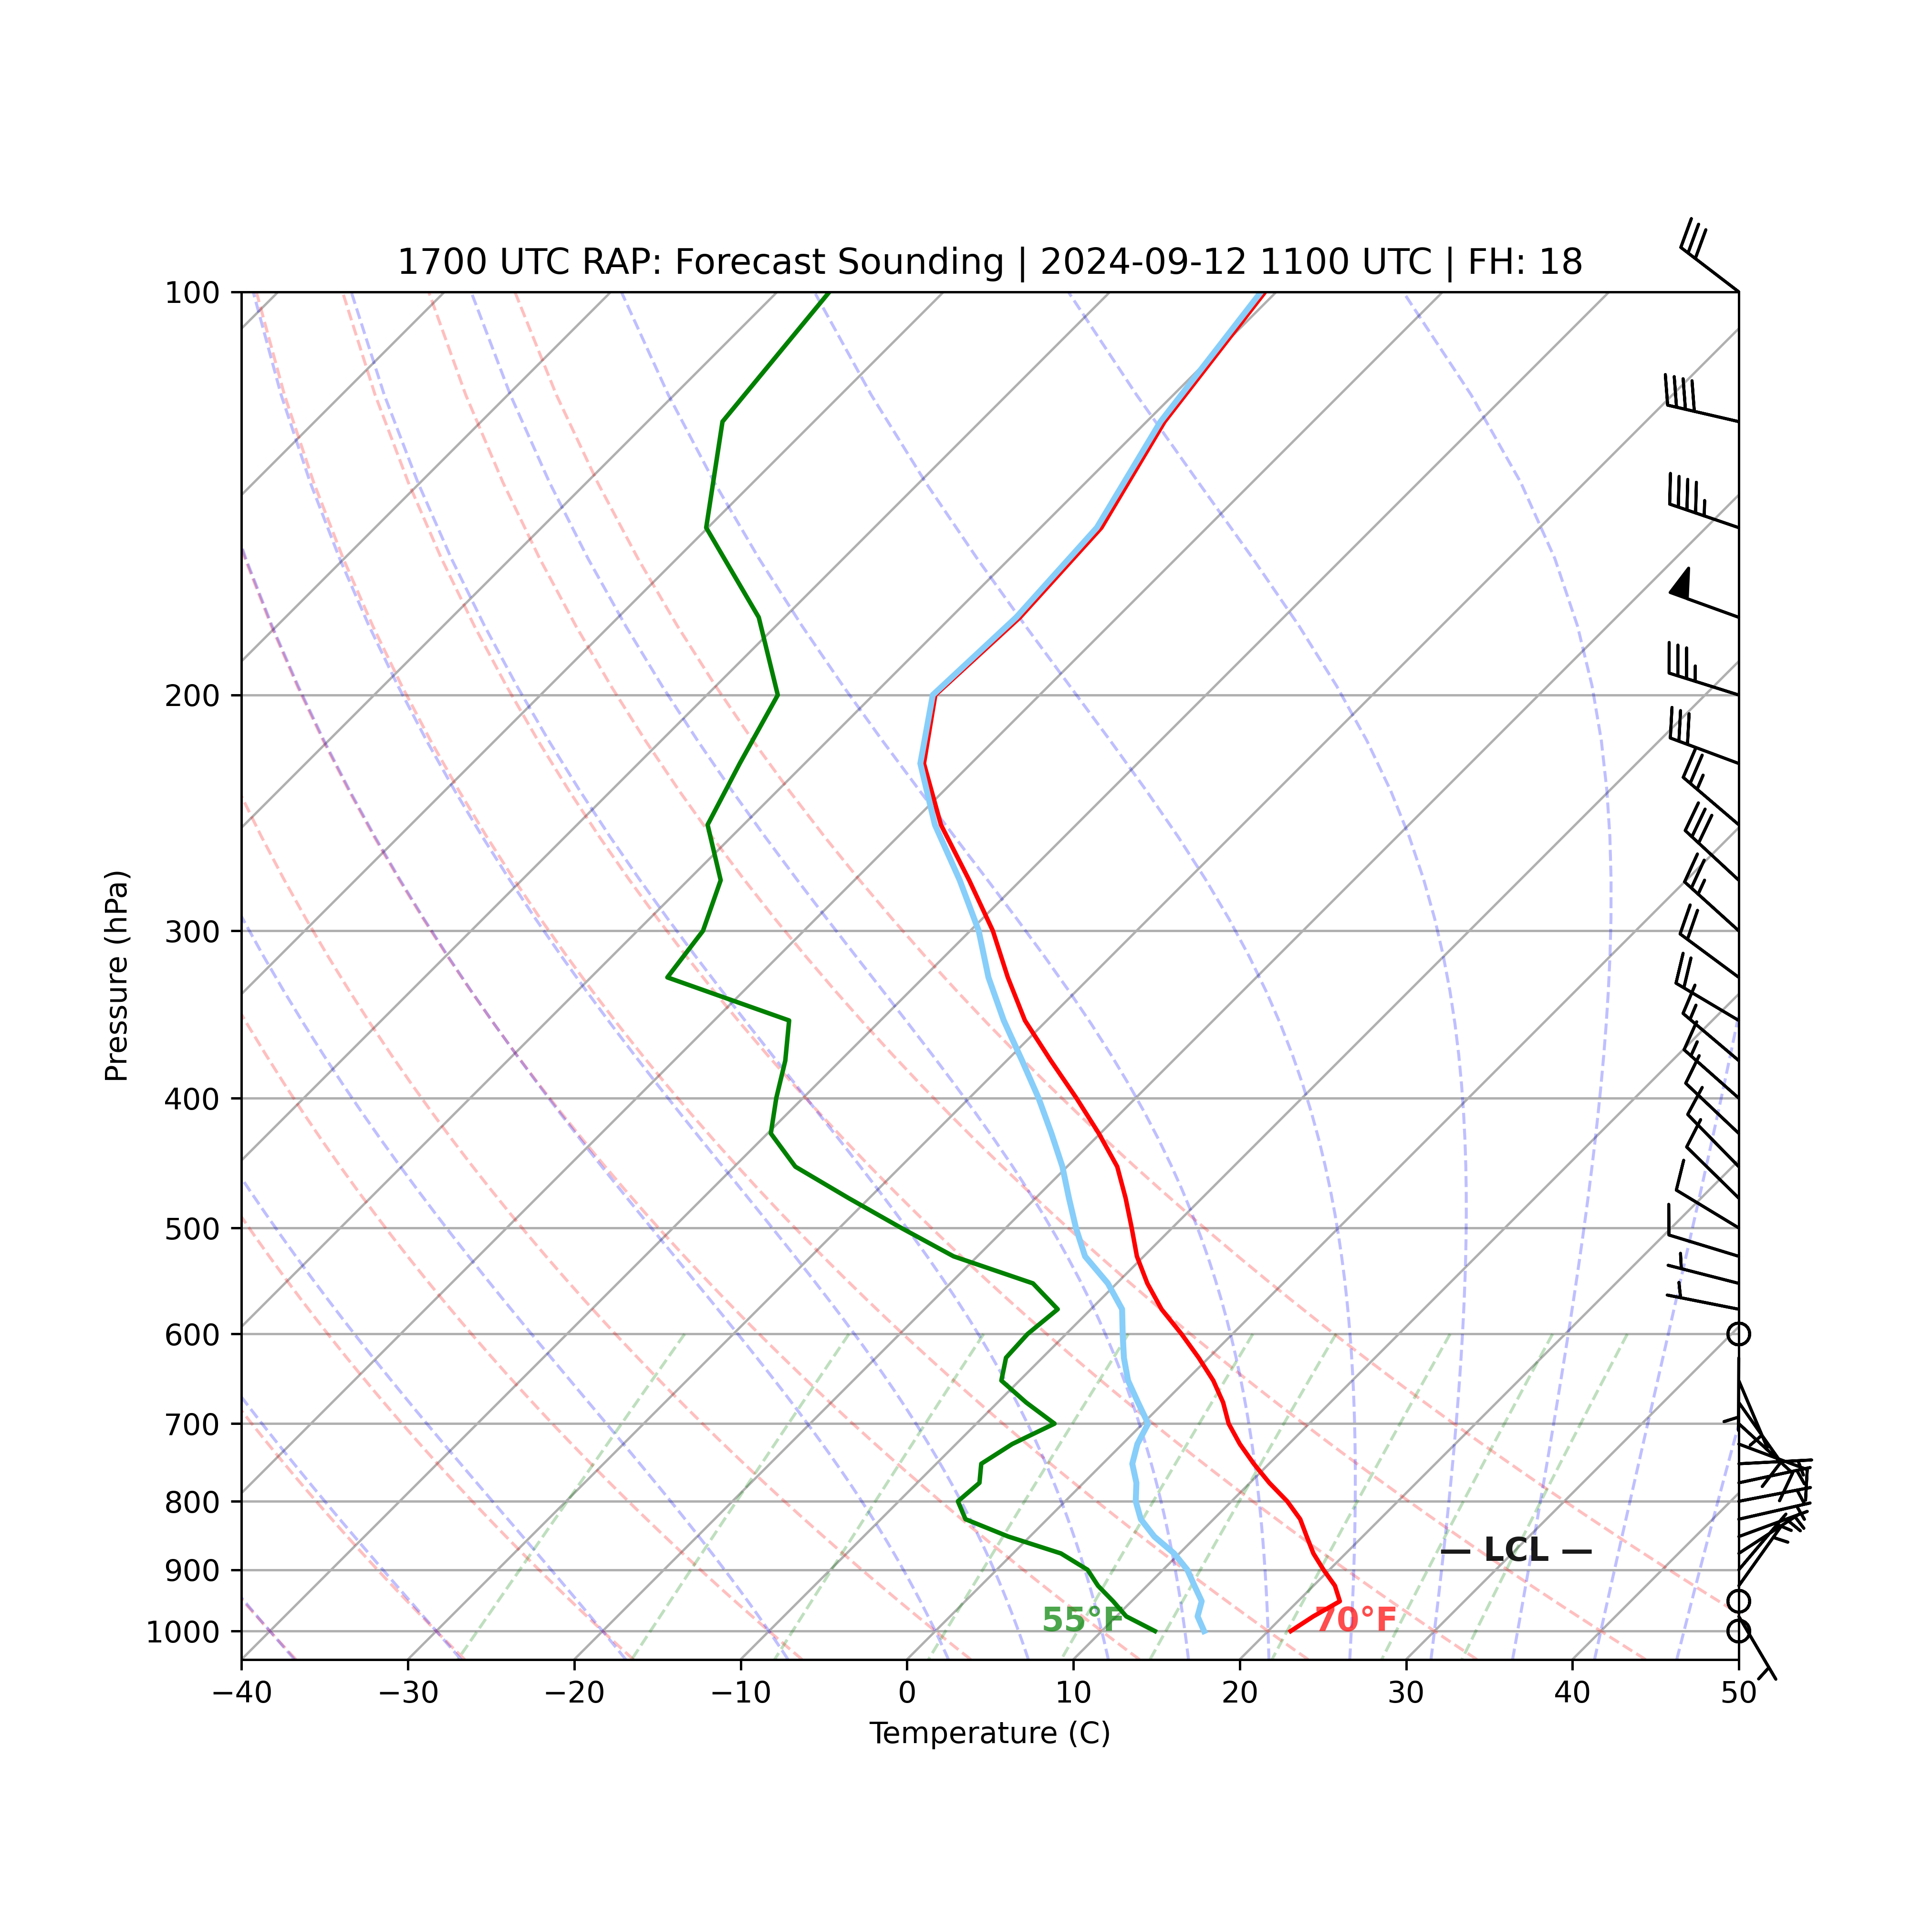 1700 UTC RAP: Forecast Sounding | 2024-09-12 1100 UTC | FH: 18
100
200
300
400
500
600
700
800
900
1000
Pressure (hPa)
— LCL —
55°F
70°F
−40 −30 −20 −10 0 10 20 30 40 50
Temperature (C)